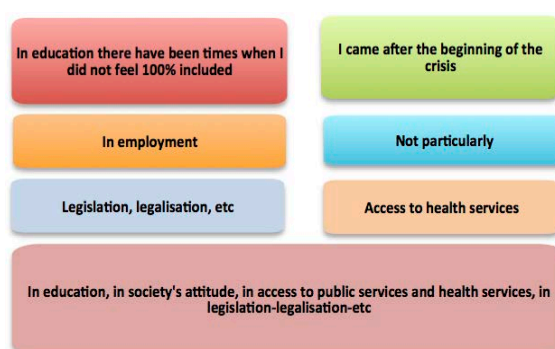 In education there have been times when I
did not feel 100% included
I came after the beginning of the
crisis
In employment
Not particularly
Legislation, legalisation, etc
Access to health services
In education, in society's attitude, in access to public services and health services, in
legislation-legalisation-etc